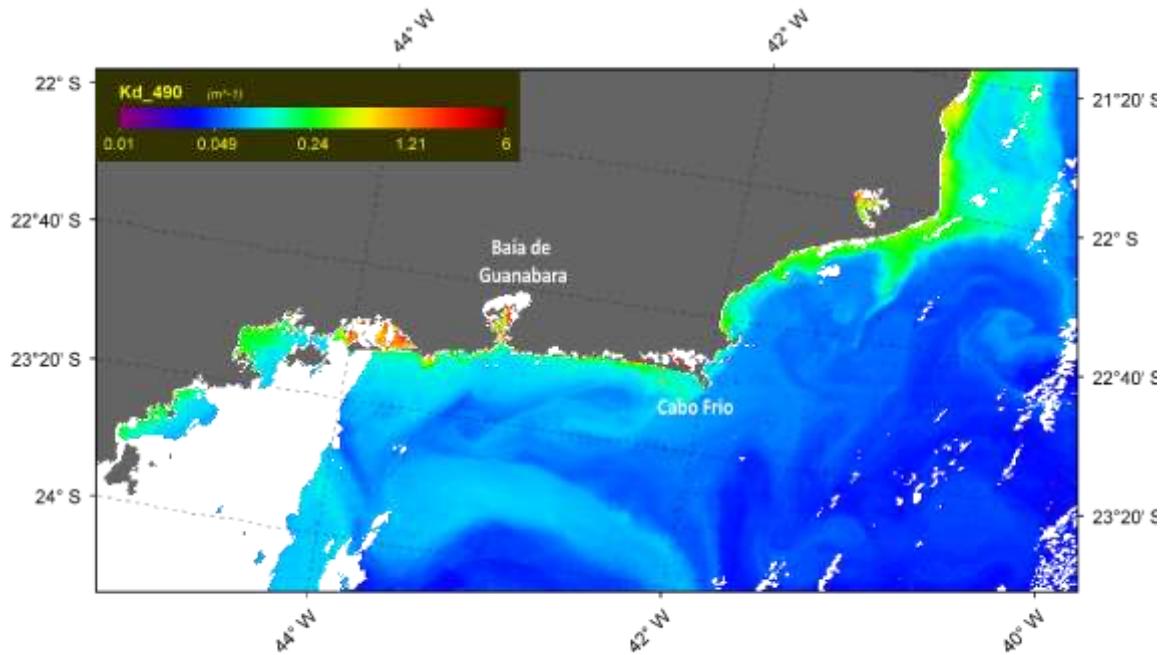 44° W
42° W
22° S
Kd_490 (m^-1)
21°20' S
0.01 0.049 0.24 1.21 6
22°40' S
22° S
Baía de
Guanabara
23°20' S
22°40' S
Cabo Frio
24° S
23°20' S
44° W
42° W
40° W